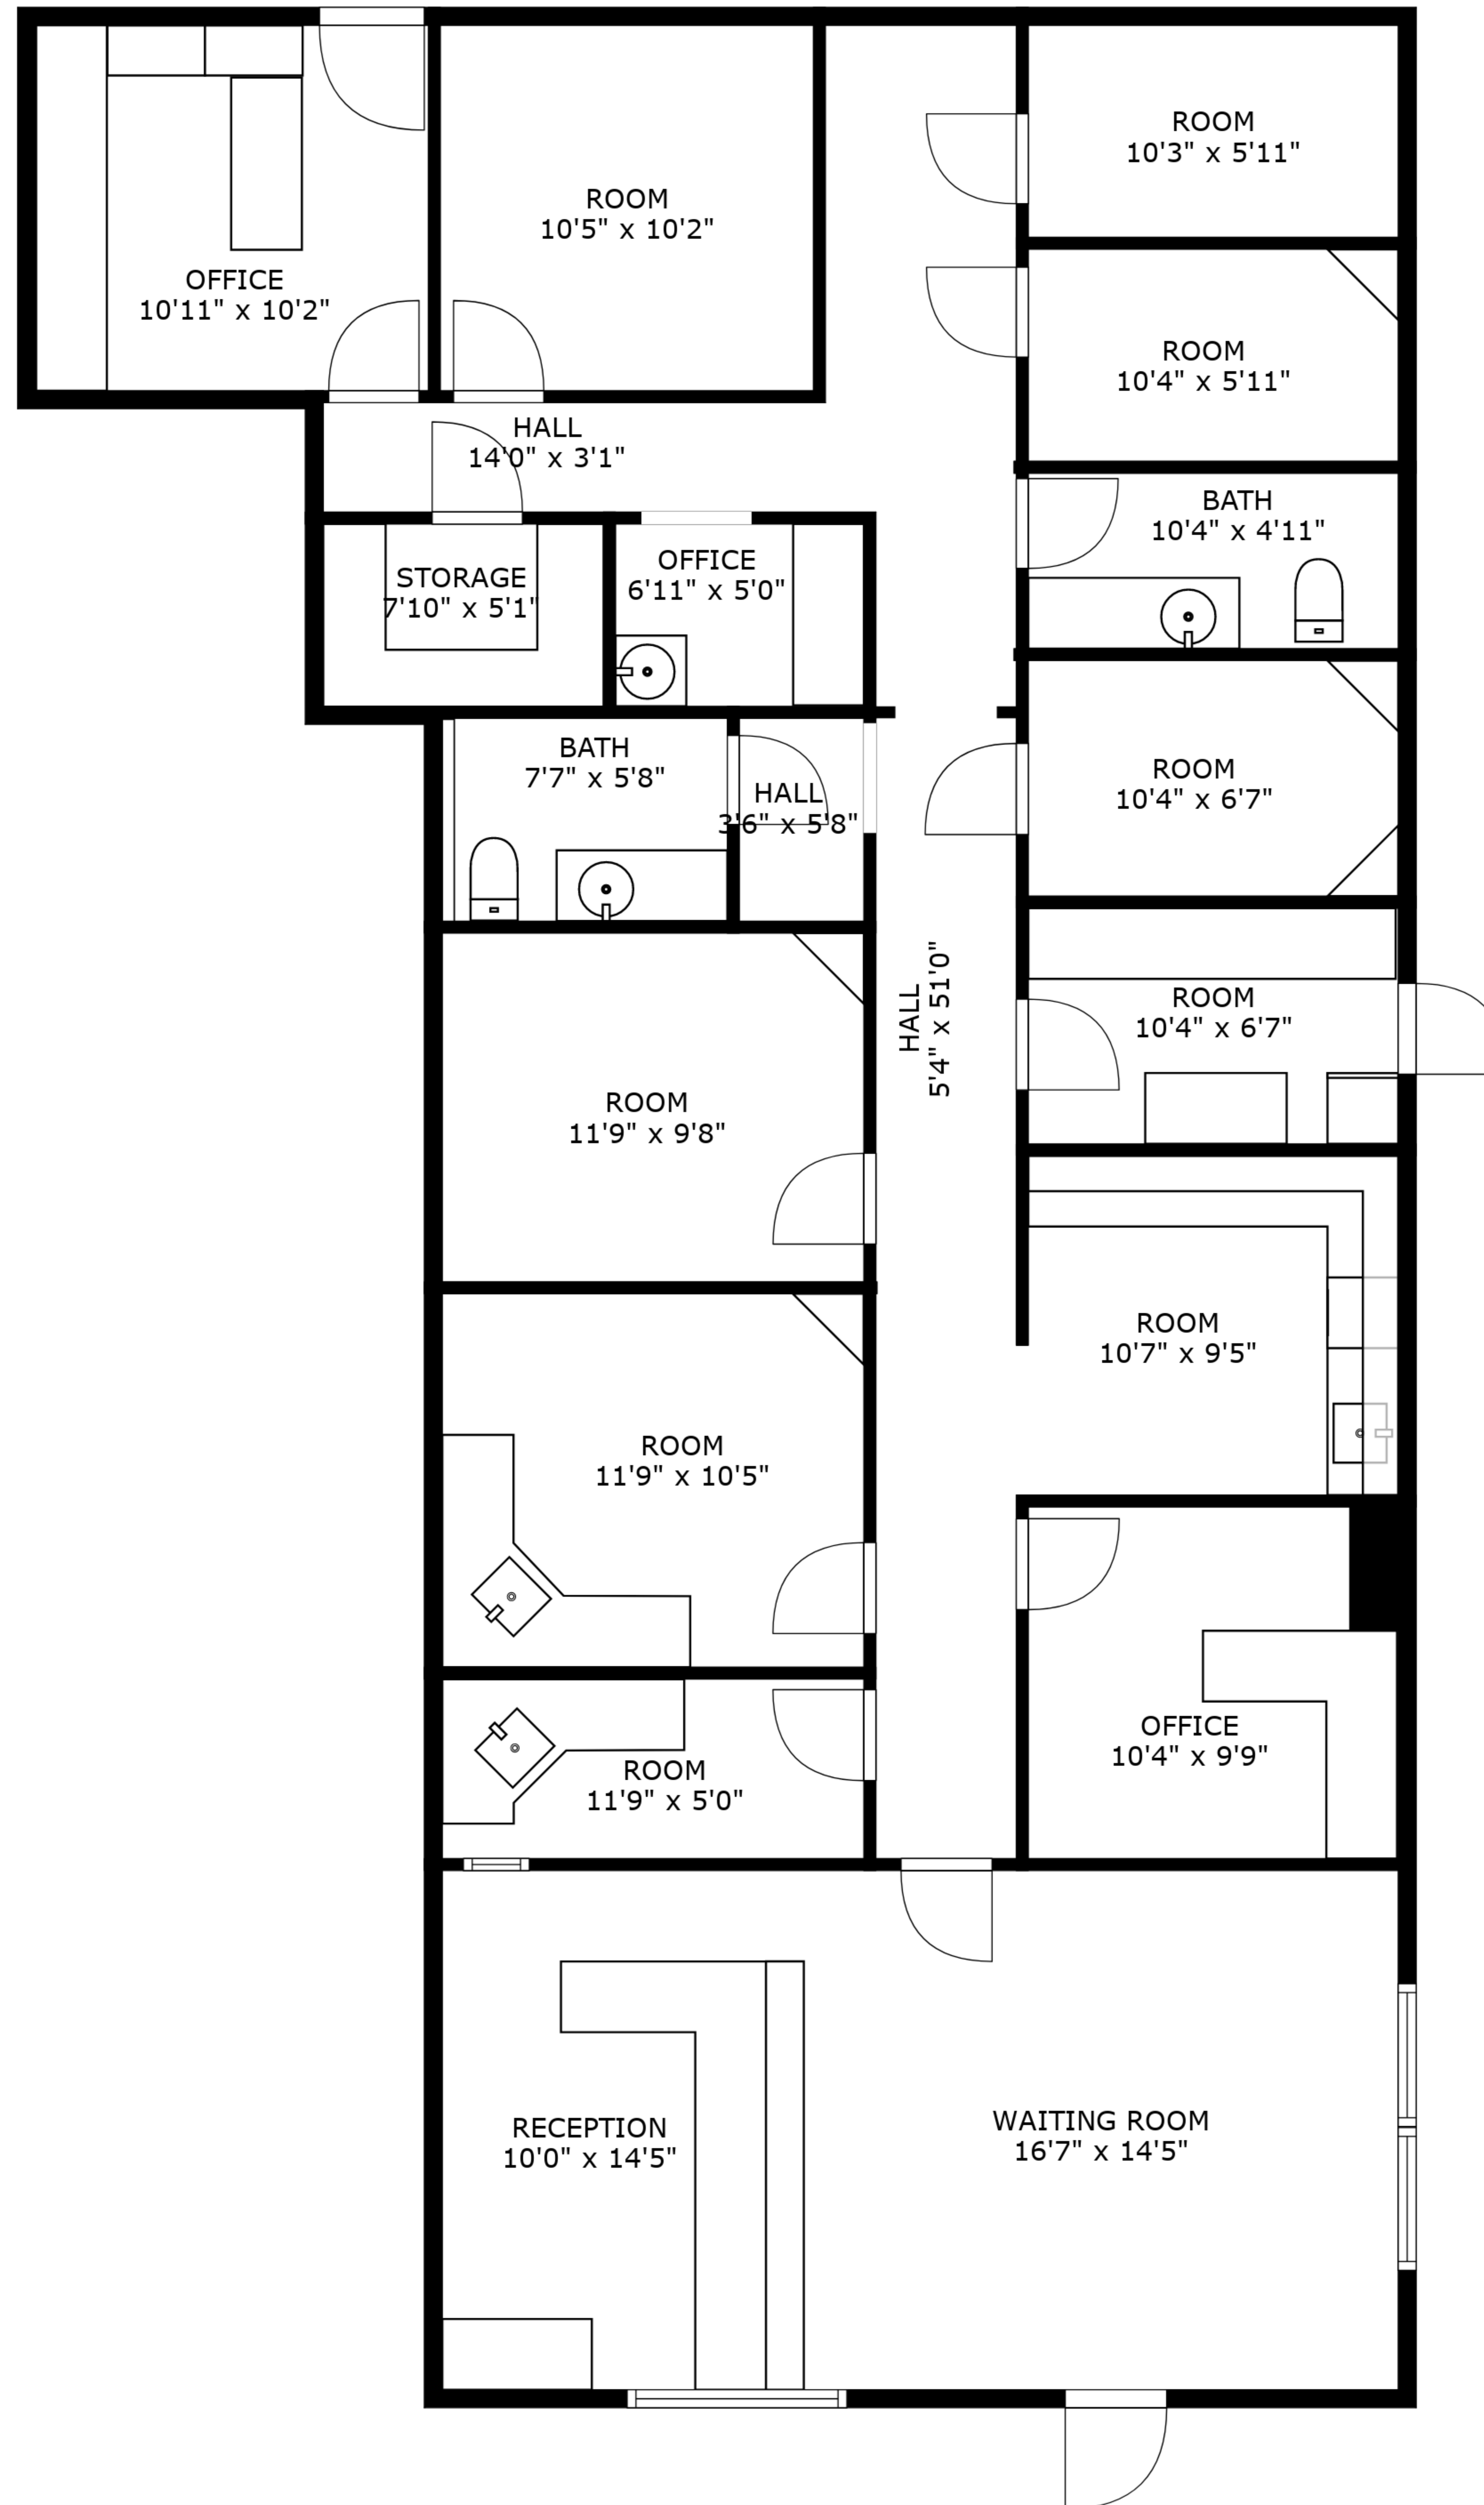 ROOM
10'3" x 5'11"
ROOM
10'5" x 10'2"
OFFICE
10'11" x 10'2"
ROOM
10'4" x 5'11"
HALL
14'0" x 3'1"
BATH
10'4" x 4'11"
OFFICE
6'11" x 5'0"
STORAGE
7'10" x 5'1"
BATH
7'7" x 5'8"
HALL
3'6" x 5'8"
ROOM
10'4" x 6'7"
HALL
5'4" x 51'0"
ROOM
10'4" x 6'7"
ROOM
11'9" x 9'8"
ROOM
10'7" x 9'5"
ROOM
11'9" x 10'5"
OFFICE
10'4" x 9'9"
ROOM
11'9" x 5'0"
RECEPTION
10'0" x 14'5"
WAITING ROOM
16'7" x 14'5"